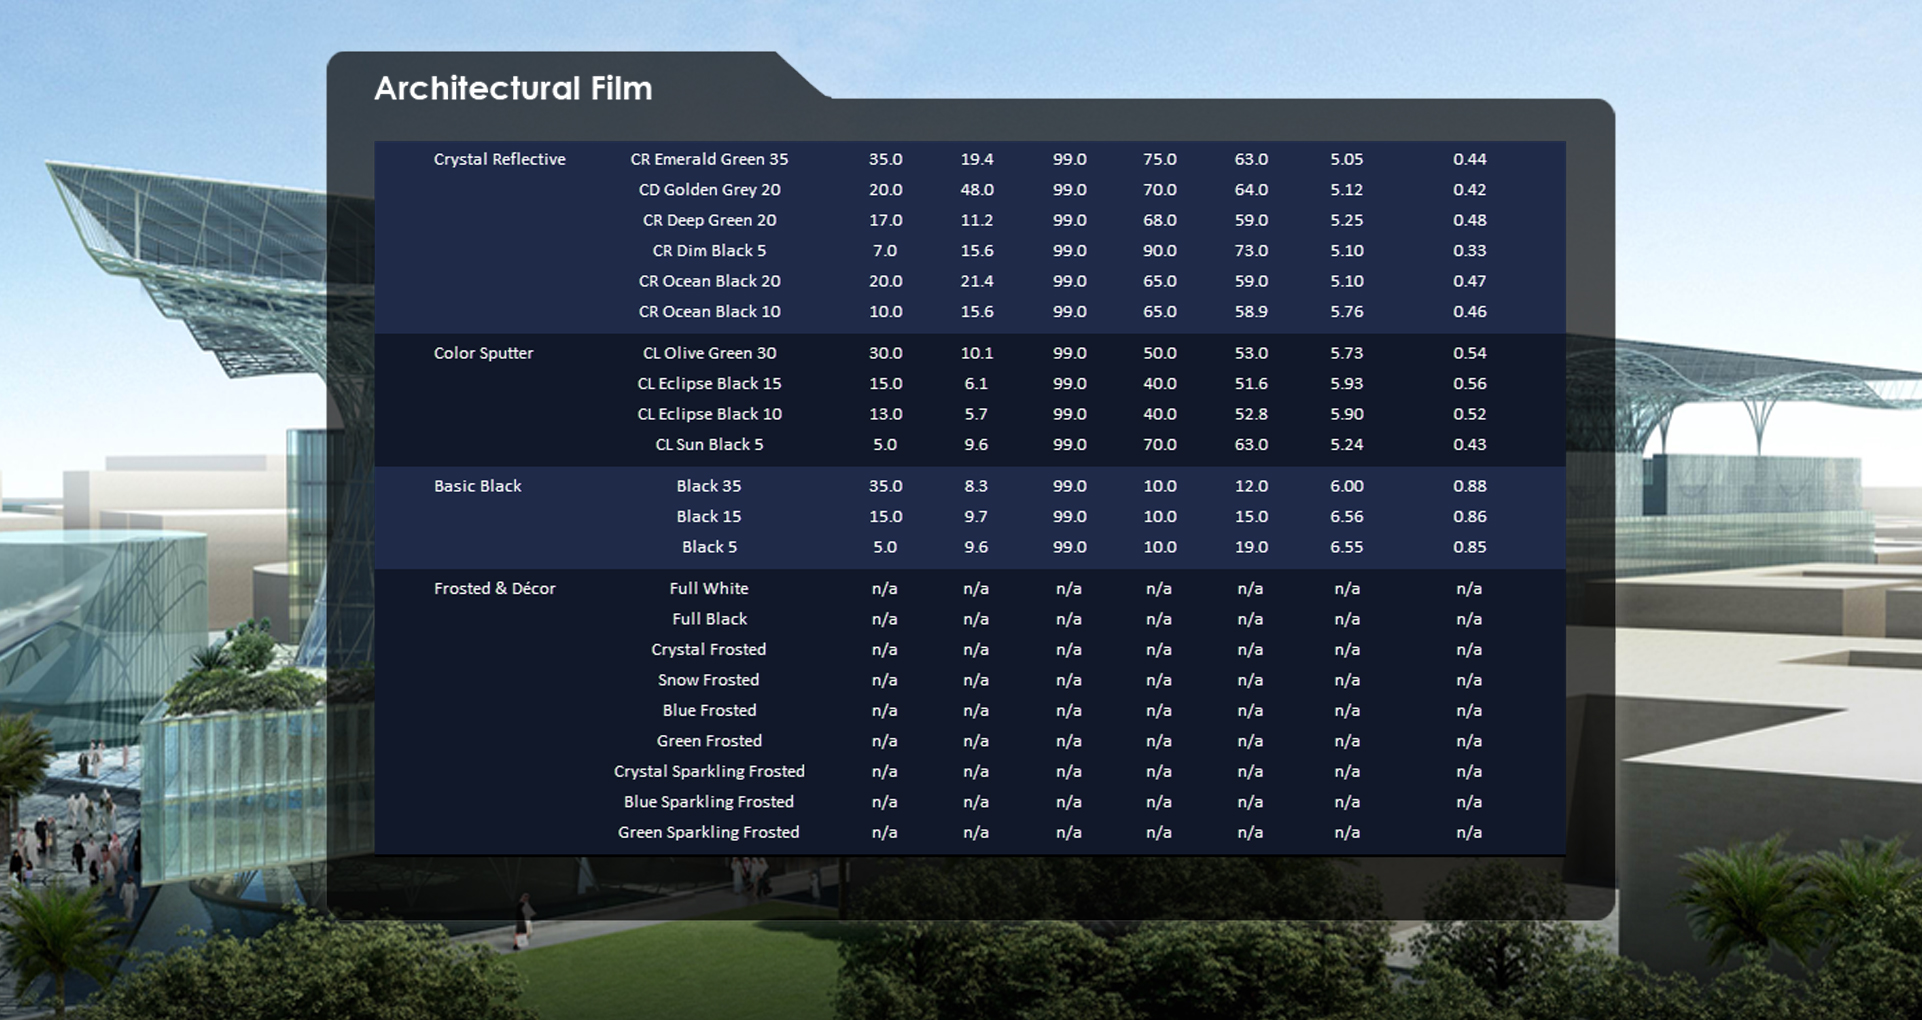 Architectural Film
Crystal Reflective CR Emerald Green 35 35.0 19.4 99.0 75.0 63.0 5.05 0.44
CD Golden Grey 20 20.0 48.0 99.0 70.0 64.0 5.12 0.42
CR Deep Green 20 17.0 11.2 99.0 68.0 59.0 5.25 0.48
CR Dim Black 5 7.0 15.6 99.0 90.0 73.0 5.10 0.33
CR Ocean Black 20 20.0 21.4 99.0 65.0 59.0 5.10 0.47
CR Ocean Black 10 10.0 15.6 99.0 65.0 58.9 5.76 0.46
Color Sputter CL Olive Green 30 30.0 10.1 99.0 50.0 53.0 5.73 0.54
CL Eclipse Black 15 15.0 6.1 99.0 40.0 51.6 5.93 0.56
CL Eclipse Black 10 13.0 5.7 99.0 40.0 52.8 5.90 0.52
CL Sun Black 5 5.0 9.6 99.0 70.0 63.0 5.24 0.43
Basic Black Black 35 35.0 8.3 99.0 10.0 12.0 6.00 0.88
Black 15 15.0 9.7 99.0 10.0 15.0 6.56 0.86
Black 5 5.0 9.6 99.0 10.0 19.0 6.55 0.85
Frosted & Décor Full White n/a n/a n/a n/a n/a n/a n/a
Full Black n/a n/a n/a n/a n/a n/a n/a
Crystal Frosted n/a n/a n/a n/a n/a n/a n/a
Snow Frosted n/a n/a n/a n/a n/a n/a n/a
Blue Frosted n/a n/a n/a n/a n/a n/a n/a
Green Frosted n/a n/a n/a n/a n/a n/a n/a
Crystal Sparkling Frosted n/a n/a n/a n/a n/a n/a n/a
Blue Sparkling Frosted n/a n/a n/a n/a n/a n/a n/a
Green Sparkling Frosted n/a n/a n/a n/a n/a n/a n/a